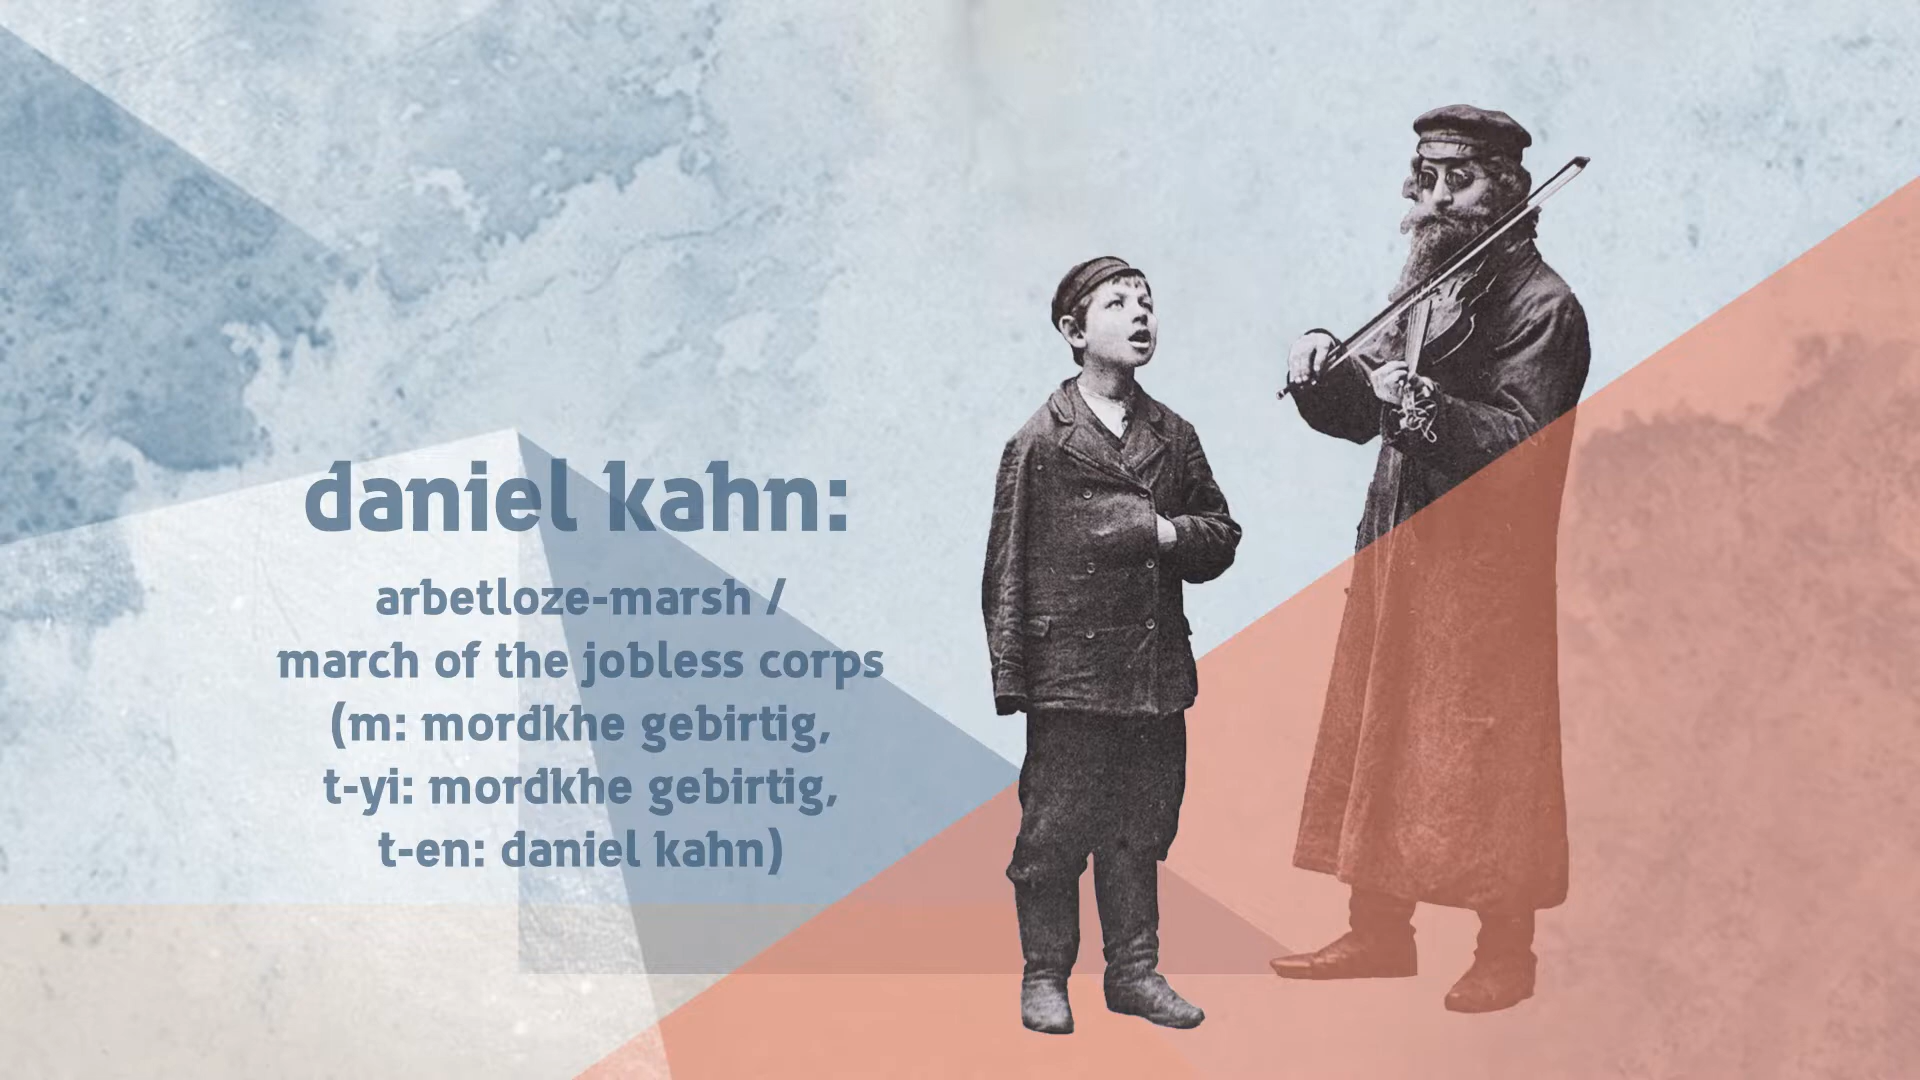 daniel kahn:
arbetloze-marsh /
march of the jobless corps
(m: mordkhe gebirtig,
t-yi: mordkhe gebirtig,
t-en: daniel kahn)